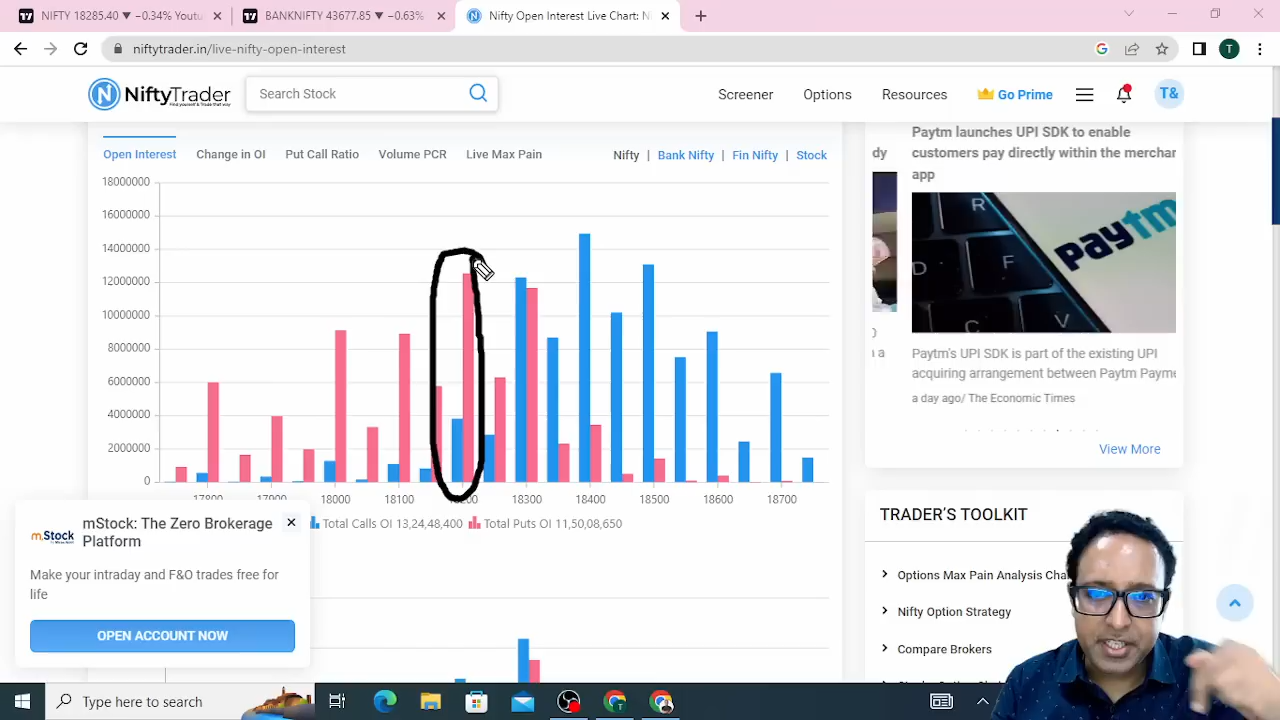 NIFTY 18285.40 ▼ −0.34% Yout
BANKNIFTY 43677.85 ▼ −0.63%
Nifty Open Interest Live Chart: N
niftytrader.in/live-nifty-open-interest
T
NiftyTrader
Search Stock
Screener
Options
Resources
Go Prime
T&
Open Interest
Change in OI
Put Call Ratio
Volume PCR
Live Max Pain
Nifty | Bank Nifty | Fin Nifty | Stock
18000000
16000000
14000000
12000000
10000000
8000000
6000000
4000000
2000000
0
18000
18100
18300
18400
18500
18600
18700
Total Calls OI 13,24,48,400
Total Puts OI 11,50,08,650
dy
Paytm launches UPI SDK to enable
customers pay directly within the merchan
app
Paytm's UPI SDK is part of the existing UPI
acquiring arrangement between Paytm Payme
a day ago/ The Economic Times
View More
TRADER'S TOOLKIT
Options Max Pain Analysis Cha
Nifty Option Strategy
Compare Brokers
m.Stock
mStock: The Zero Brokerage
Platform
Make your intraday and F&O trades free for
life
OPEN ACCOUNT NOW
Type here to search